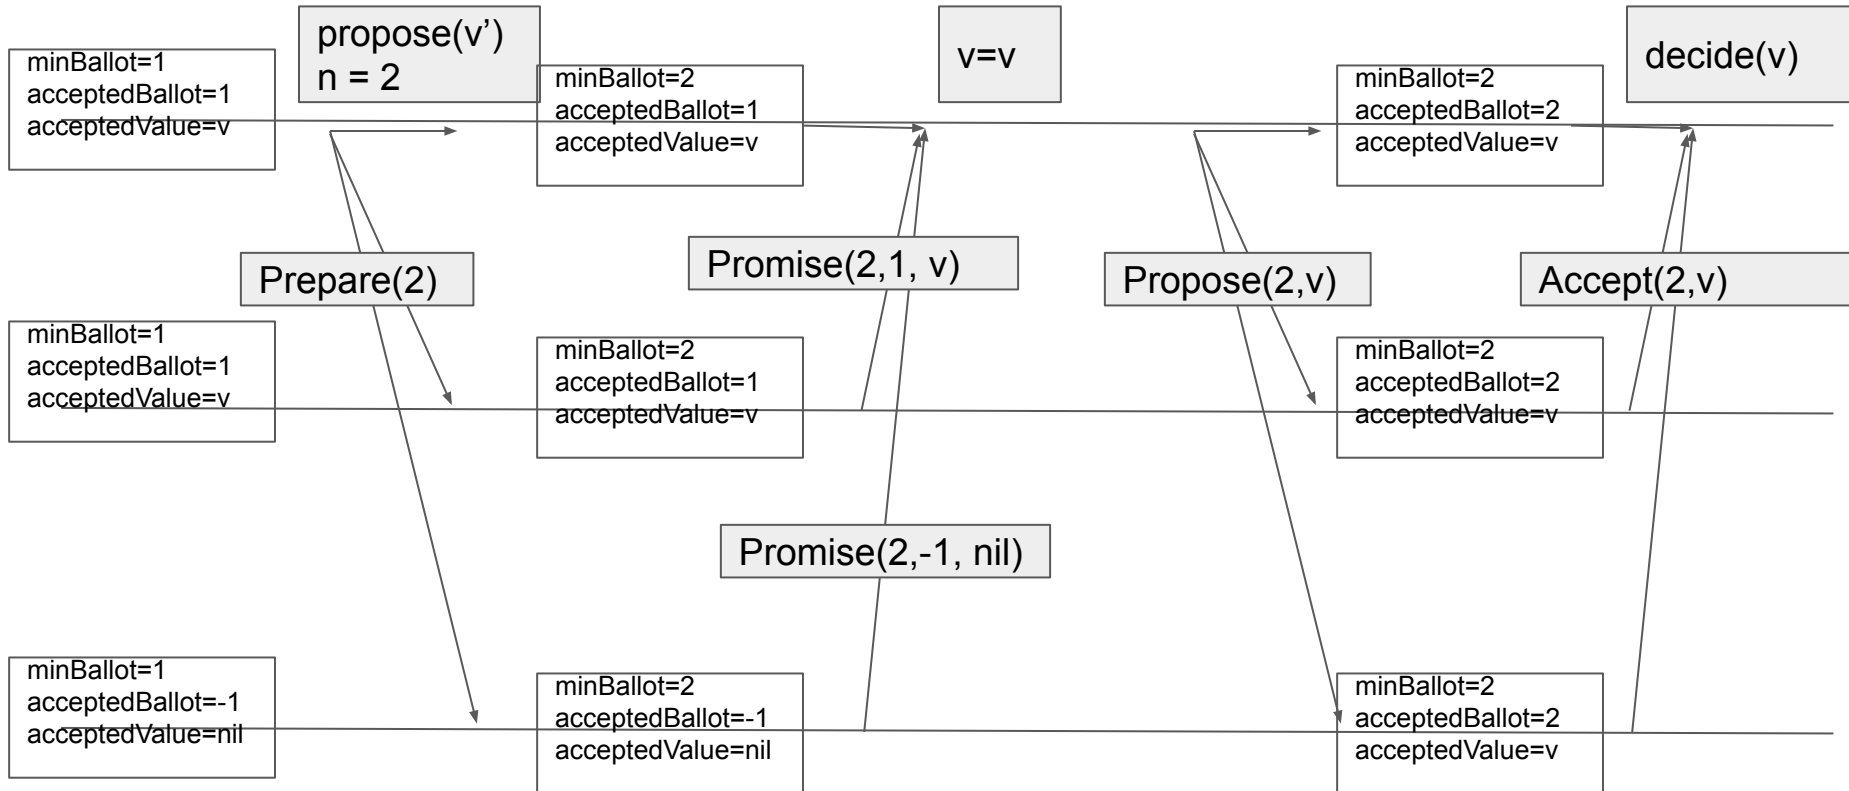 propose(v’)
n = 2
v=v
decide(v)
minBallot=1
acceptedBallot=1
acceptedValue=v
minBallot=2
acceptedBallot=1
acceptedValue=v
minBallot=2
acceptedBallot=2
acceptedValue=v
Prepare(2)
Promise(2,1, v)
Propose(2,v)
Accept(2,v)
minBallot=1
acceptedBallot=1
acceptedValue=v
minBallot=2
acceptedBallot=1
acceptedValue=v
minBallot=2
acceptedBallot=2
acceptedValue=v
Promise(2,-1, nil)
minBallot=1
acceptedBallot=-1
acceptedValue=nil
minBallot=2
acceptedBallot=-1
acceptedValue=nil
minBallot=2
acceptedBallot=2
acceptedValue=v